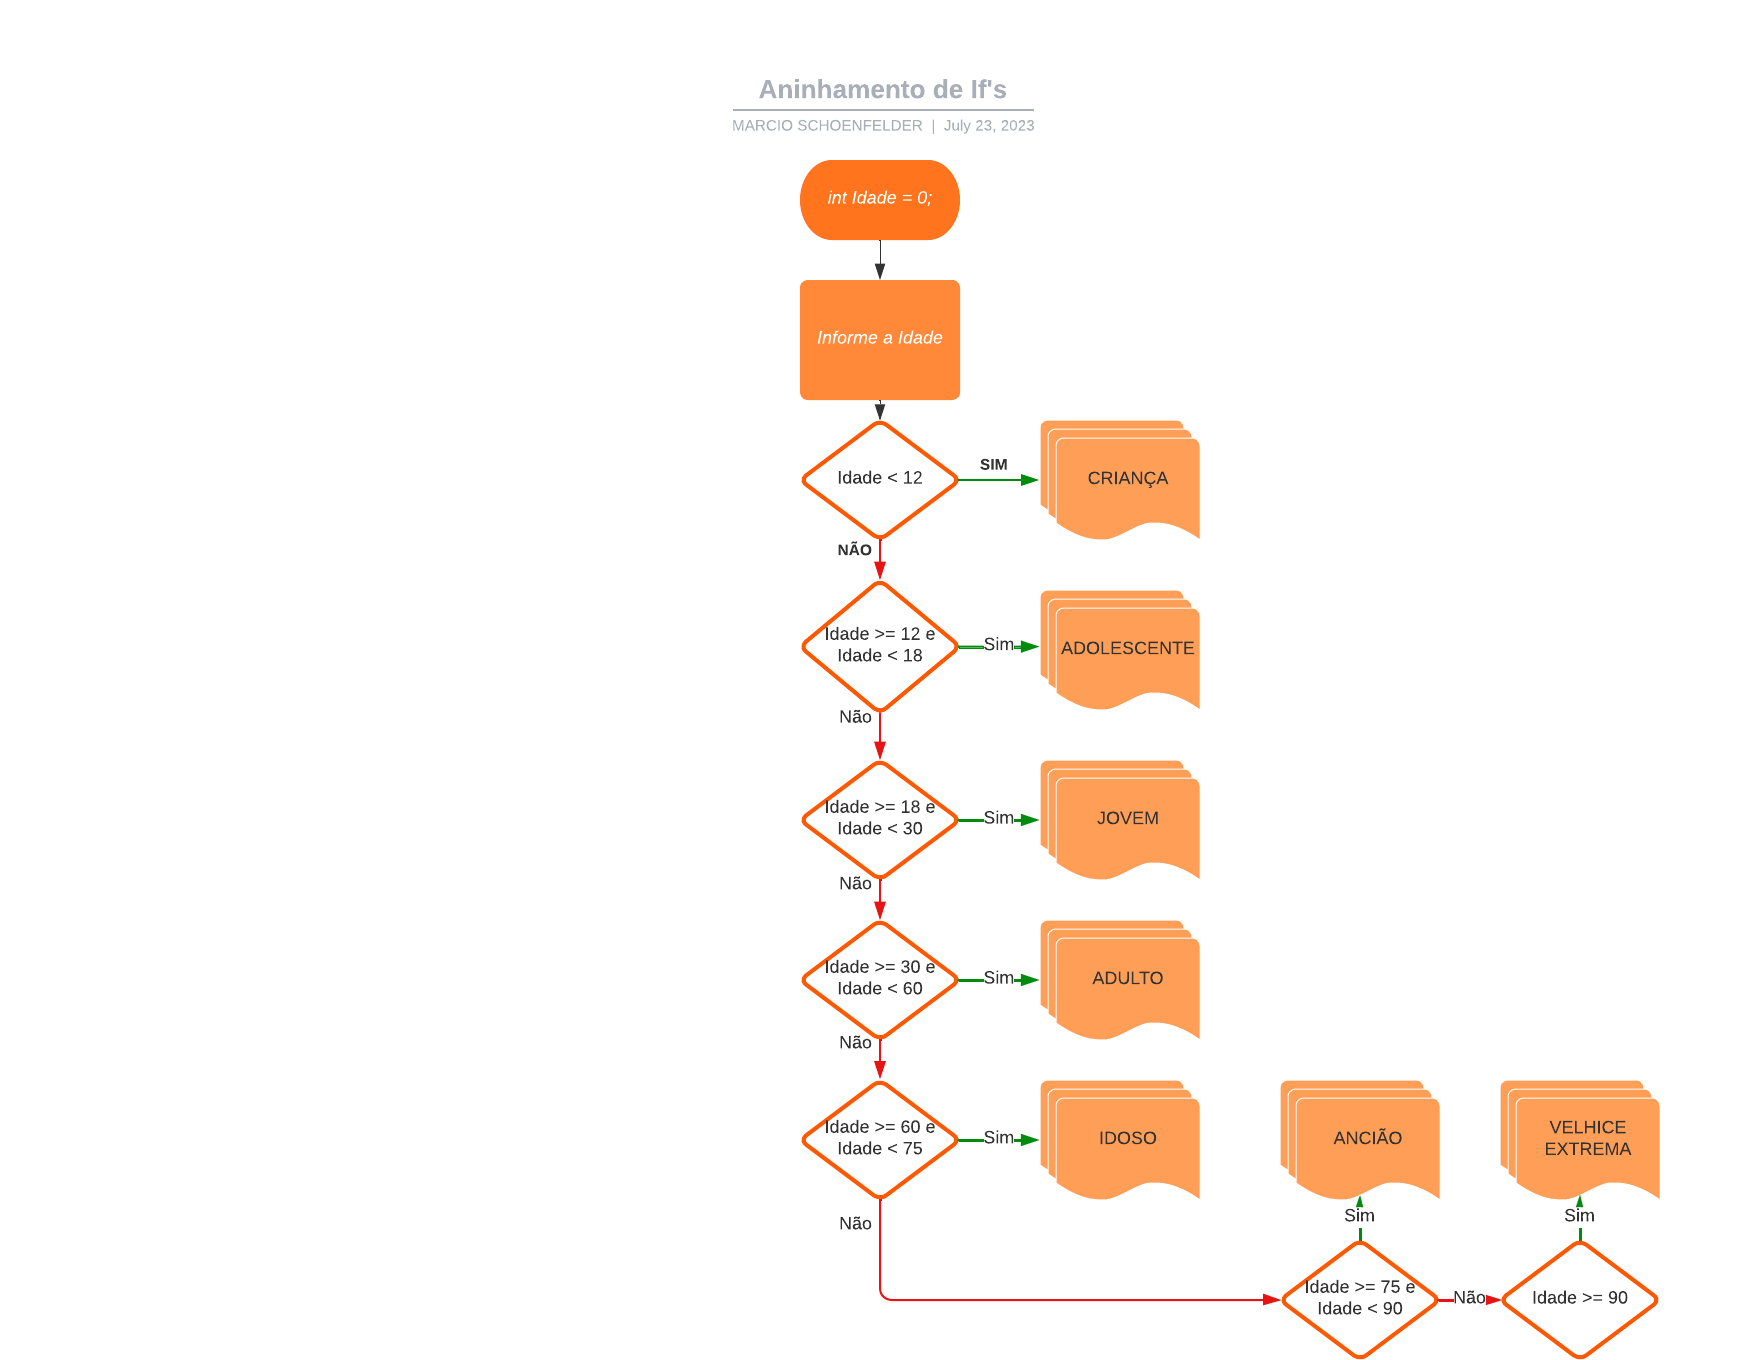 Aninhamento de If's
MARCIO SCHOENFELDER | July 23, 2023
int Idade = 0;
Informe a Idade
Idade < 12
SIM
CRIANÇA
NÃO
Idade >= 12 e
Idade < 18
Sim
ADOLESCENTE
Não
Idade >= 18 e
Idade < 30
Sim
JOVEM
Não
Idade >= 30 e
Idade < 60
Sim
ADULTO
Não
Idade >= 60 e
Idade < 75
Sim
IDOSO
Não
ANCIÃO
VELHICE
EXTREMA
Sim
Sim
Idade >= 75 e
Idade < 90
Não
Idade >= 90